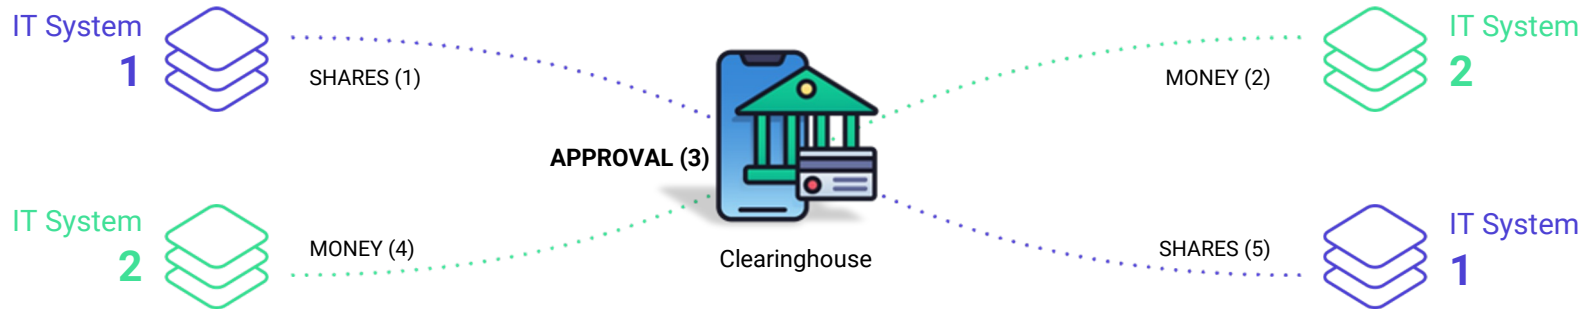 IT System
1
SHARES (1)
MONEY (2)
IT System
2
APPROVAL (3)
IT System
2
MONEY (4)
Clearinghouse
SHARES (5)
IT System
1